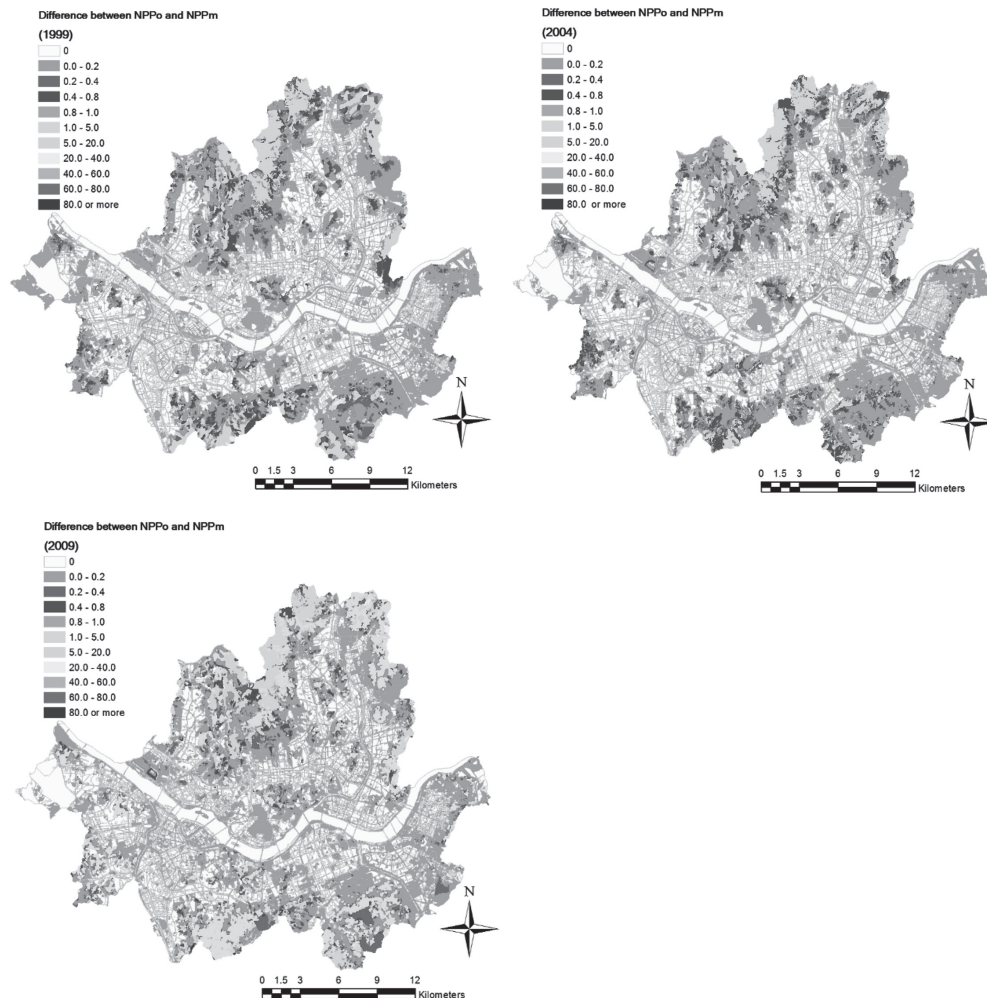 Difference between NPPo and NPPm
(1999)
0
0.0 - 0.2
0.2 - 0.4
0.4 - 0.8
0.8 - 1.0
1.0 - 5.0
5.0 - 20.0
20.0 - 40.0
40.0 - 60.0
60.0 - 80.0
80.0 or more
N
0 1.5 3 6 9 12
Kilometers
Difference between NPPo and NPPm
(2004)
0
0.0 - 0.2
0.2 - 0.4
0.4 - 0.8
0.8 - 1.0
1.0 - 5.0
5.0 - 20.0
20.0 - 40.0
40.0 - 60.0
60.0 - 80.0
80.0 or more
N
0 1.5 3 6 9 12
Kilometers
Difference between NPPo and NPPm
(2009)
0
0.0 - 0.2
0.2 - 0.4
0.4 - 0.8
0.8 - 1.0
1.0 - 5.0
5.0 - 20.0
20.0 - 40.0
40.0 - 60.0
60.0 - 80.0
80.0 or more
N
0 1.5 3 6 9 12
Kilometers